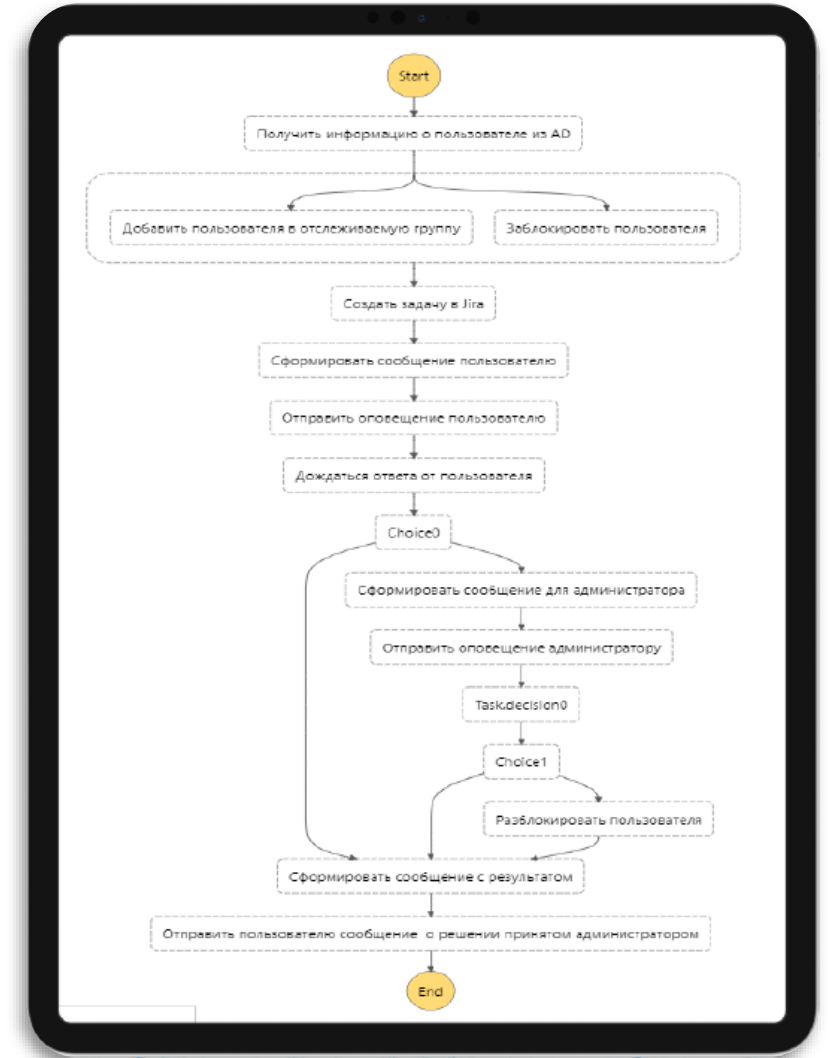 Start
Получить информацию о пользователе из AD
Добавить пользователя в отслеживаемую группу
Заблокировать пользователя
Создать задачу в Jira
Сформировать сообщение пользователю
Отправить оповещение пользователю
Дождаться ответа от пользователя
Choice0
Сформировать сообщение для администратора
Отправить оповещение администратору
Task.decision0
Choice1
Разблокировать пользователя
Сформировать сообщение с результатом
Отправить пользователю сообщение о решении принятом администратором
End